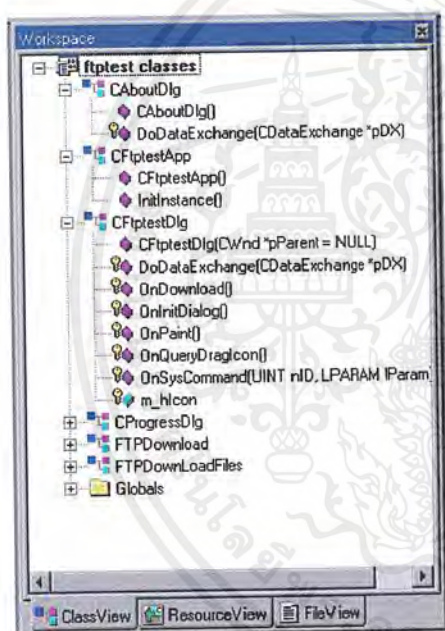 Workspace
ftptest classes
CAboutDlg
CAboutDlg()
DoDataExchange(CDataExchange *pDX)
CFtptestApp
CFtptestApp()
InitInstance()
CFtptestDlg
CFtptestDlg(CWnd *pParent = NULL)
DoDataExchange(CDataExchange *pDX)
OnDownload()
OnInitDialog()
OnPaint()
OnQueryDragIcon()
OnSysCommand(UINT nID, LPARAM lParam)
m_hIcon
CProgressDlg
FTPDownload
FTPDownLoadFiles
Globals
ClassView ResourceView FileView